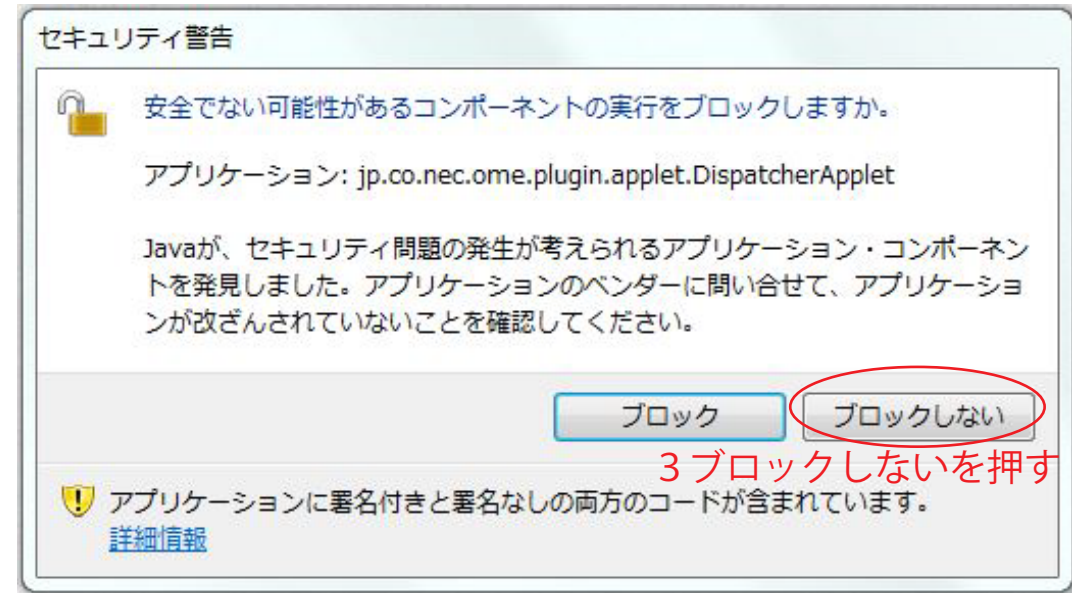 セキュリティ警告
安全でない可能性があるコンポーネントの実行をブロックしますか。
アプリケーション: jp.co.nec.ome.plugin.applet.DispatcherApplet
Javaが、セキュリティ問題の発生が考えられるアプリケーション・コンポーネン
トを発見しました。アプリケーションのベンダーに問い合せて、アプリケーショ
ンが改ざんされていないことを確認してください。
ブロック ブロックしない
３ブロックしないを押す
アプリケーションに署名付きと署名なしの両方のコードが含まれています。
詳細情報